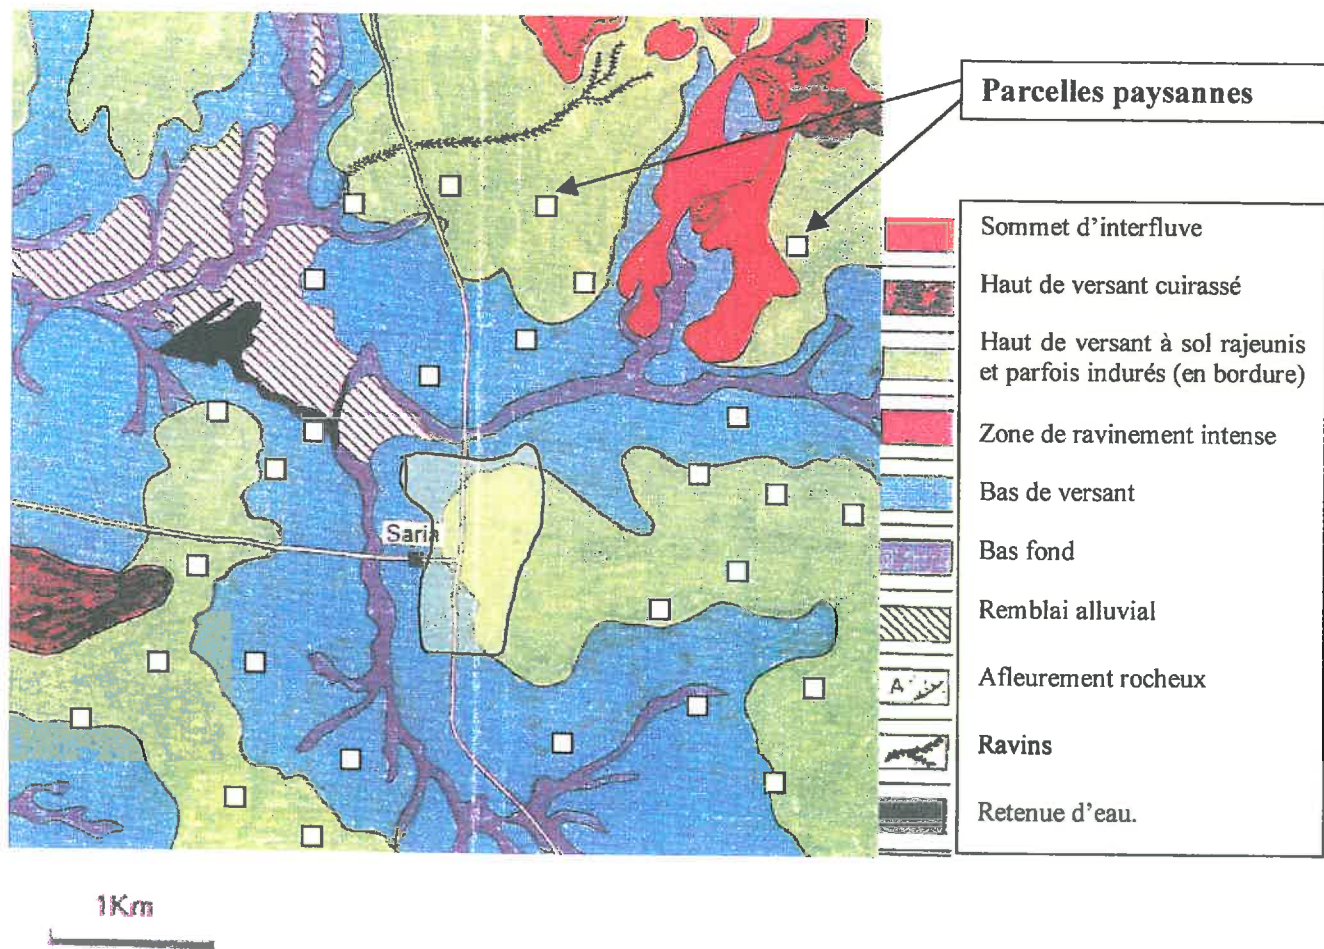 Parcelles paysannes
Sommet d'interfluve
Haut de versant cuirassé
Haut de versant à sol rajeunis
et parfois indurés (en bordure)
Zone de ravinement intense
Bas de versant
Bas fond
Remblai alluvial
A
Afleurement rocheux
Ravins
Retenue d'eau.
Saria
1Km